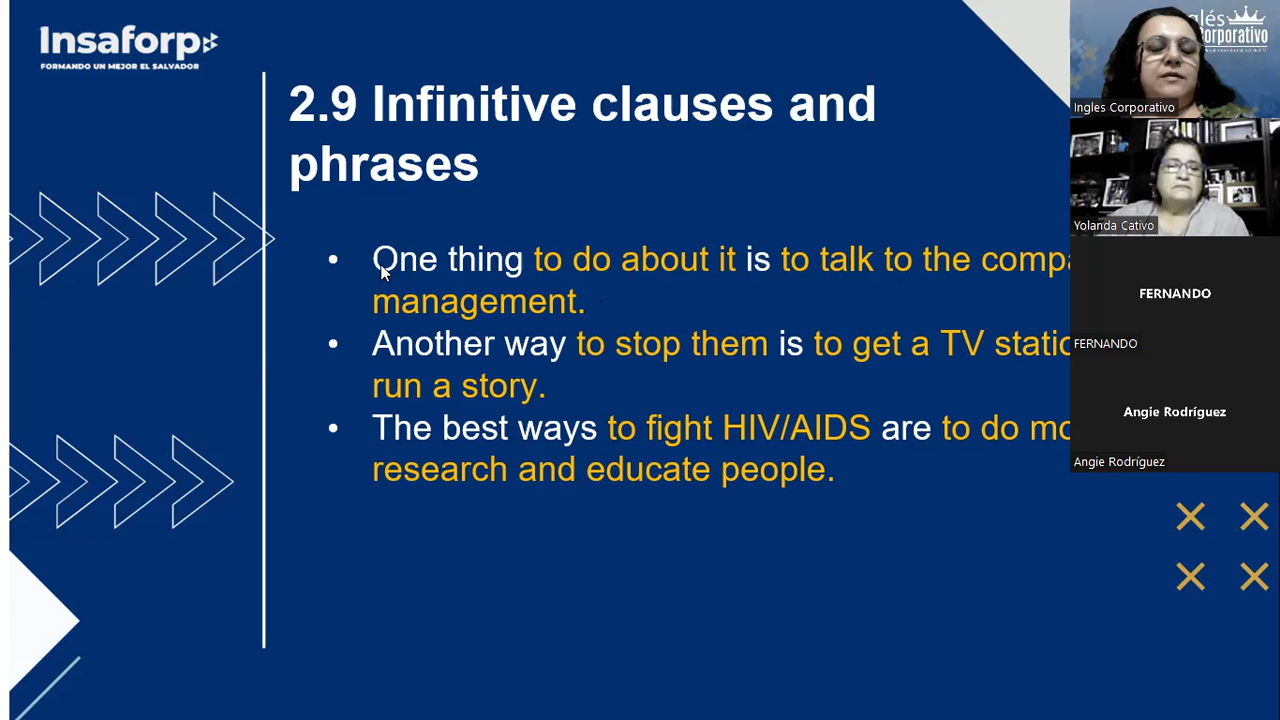 Insaforp
FORMANDO UN MEJOR EL SALVADOR
2.9 Infinitive clauses and
phrases
• One thing to do about it is to talk to the
management.
• Another way to stop them is to get a TV
run a story.
• The best ways to fight HIV/AIDS are to do
research and educate people.
Corporativo
Ingles Corporativo
Yolanda Cativo
FERNANDO
FERNANDO
Angie Rodríguez
Angie Rodríguez